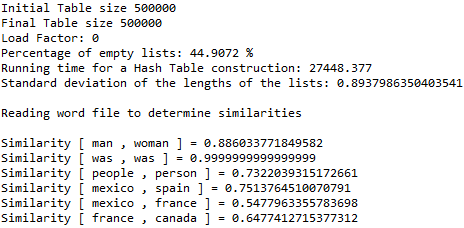 Initial Table size 500000
Final Table size 500000
Load Factor: 0
Percentage of empty lists: 44.9072 %
Running time for a Hash Table construction: 27448.377
Standard deviation of the lengths of the lists: 0.8937986350403541
Reading word file to determine similarities
Similarity [ man , woman ] = 0.886033771849582
Similarity [ was , was ] = 0.9999999999999999
Similarity [ people , person ] = 0.7322039315172661
Similarity [ mexico , spain ] = 0.7513764510070791
Similarity [ mexico , france ] = 0.5477963355783698
Similarity [ france , canada ] = 0.6477412715377312